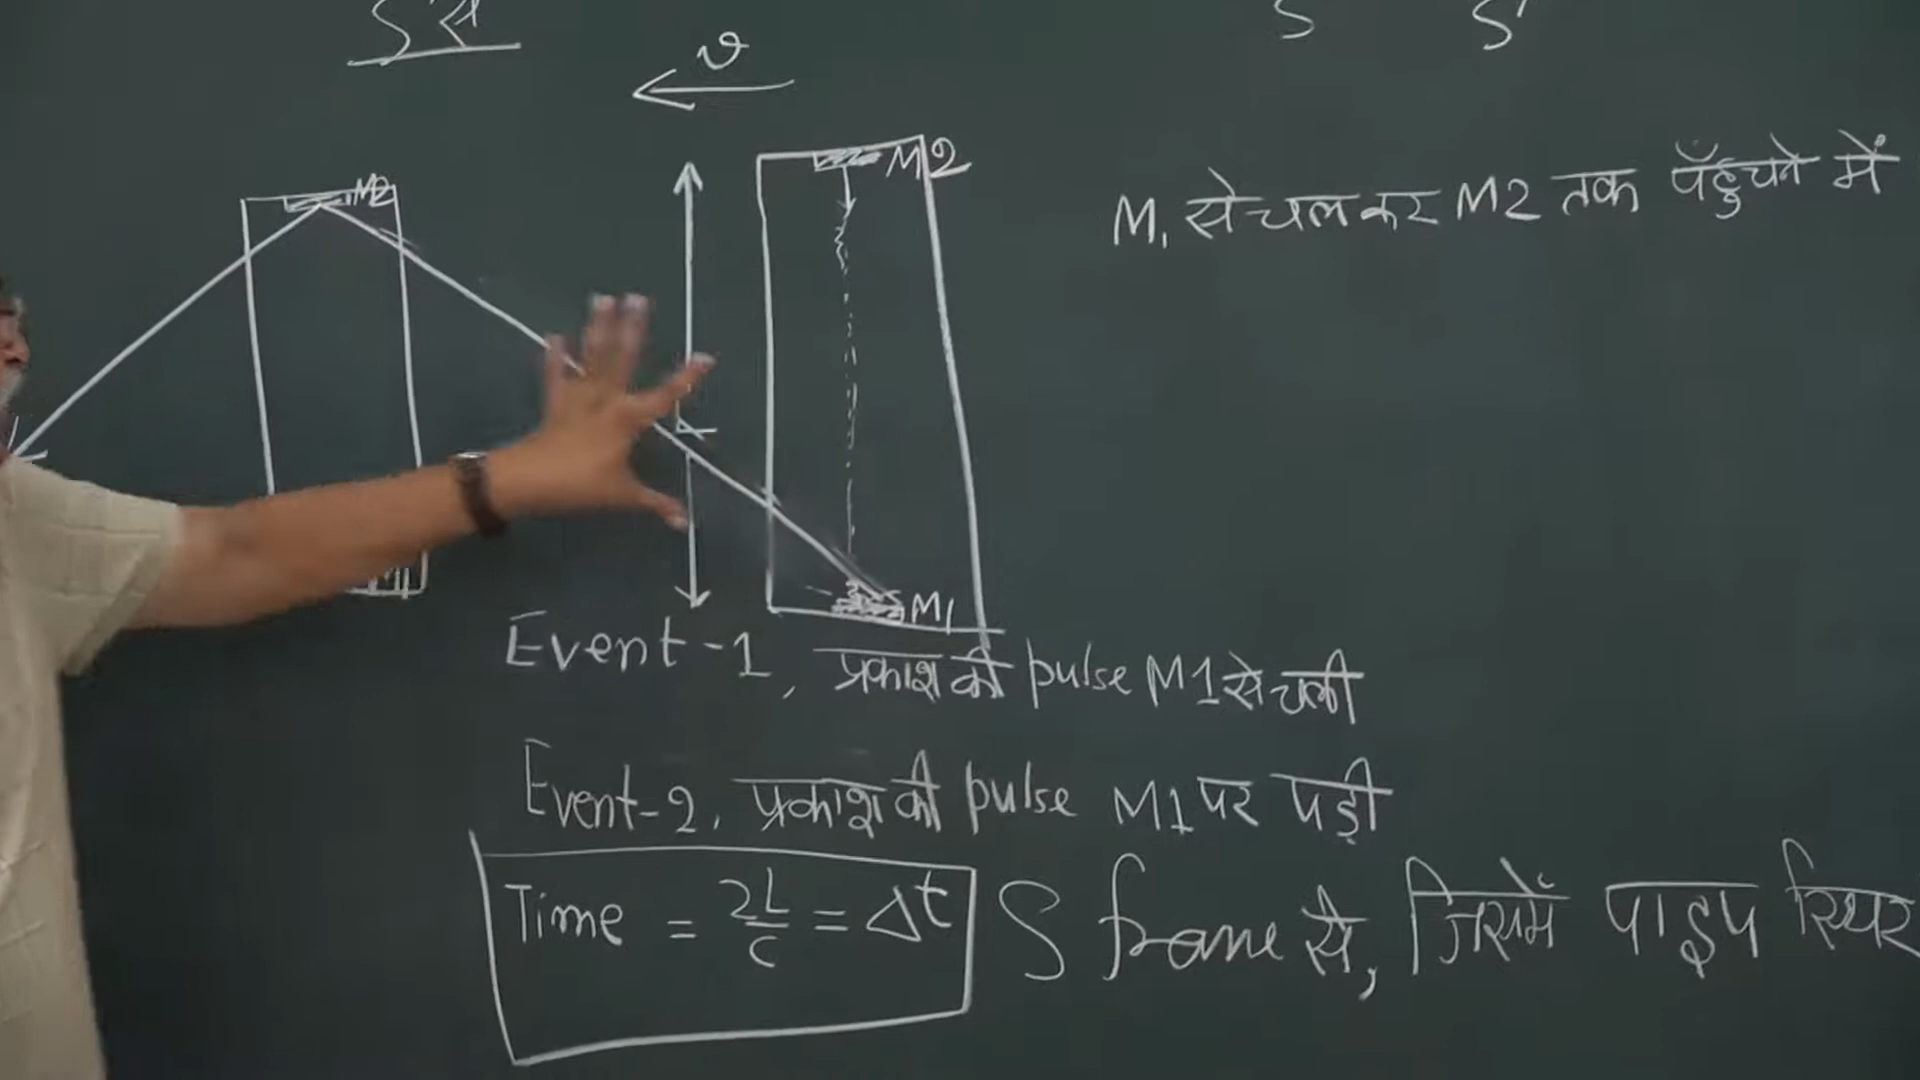 S' से
S S'
v
M2
M2
M1 से चलकर M2 तक पँहुचने में
M1
M1
Event-1, प्रकाश की pulse M1 से चली
Event-2, प्रकाश की pulse M1 पर पड़ी
Time = 2L/c = Δt S frame से, जिसमें पाइप स्थिर